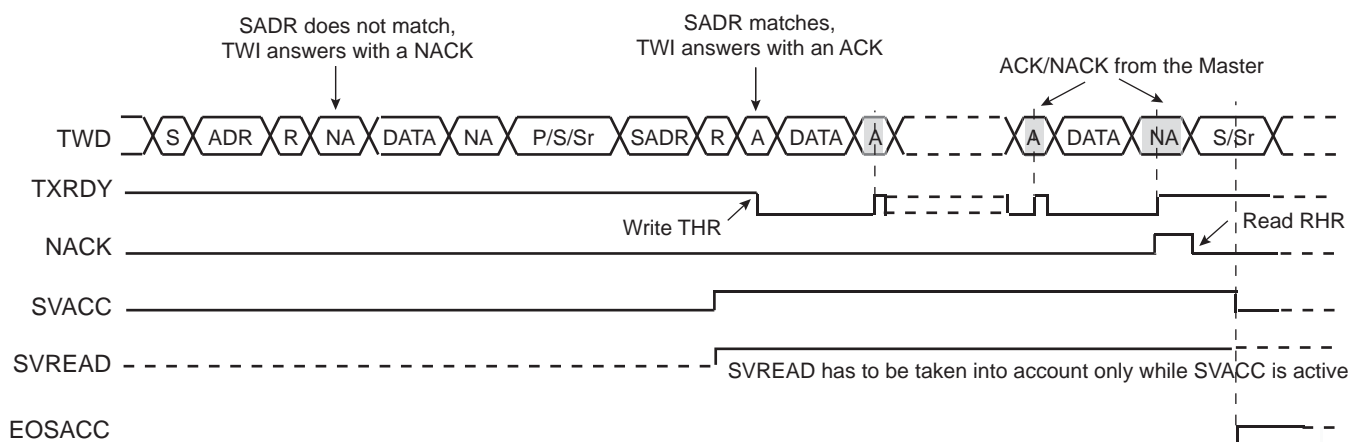 SADR does not match,
TWI answers with a NACK
SADR matches,
TWI answers with an ACK
ACK/NACK from the Master
TWD S ADR R NA DATA NA P/S/Sr SADR R A DATA A A DATA NA S/Sr
TXRDY
Write THR
Read RHR
NACK
SVACC
SVREAD
SVREAD has to be taken into account only while SVACC is active
EOSACC